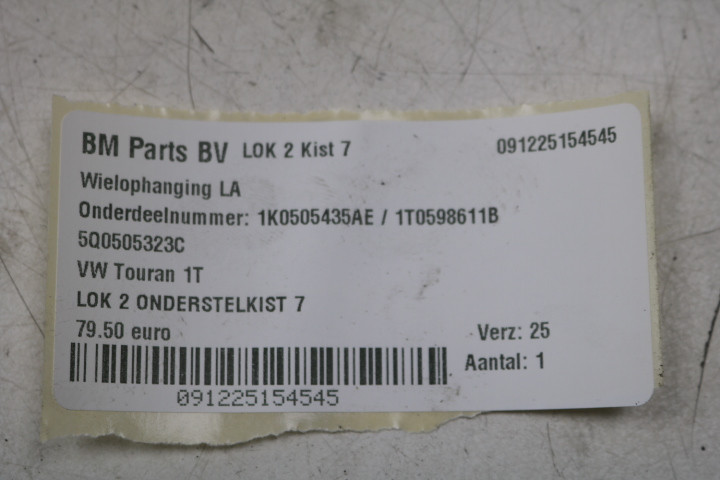 BM Parts BV LOK 2 Kist 7 091225154545
Wielophanging LA
Onderdeelnummer: 1K0505435AE / 1T0598611B
5Q0505323C
VW Touran 1T
LOK 2 ONDERSTELKIST 7
79.50 euro Verz: 25
Aantal: 1
091225154545